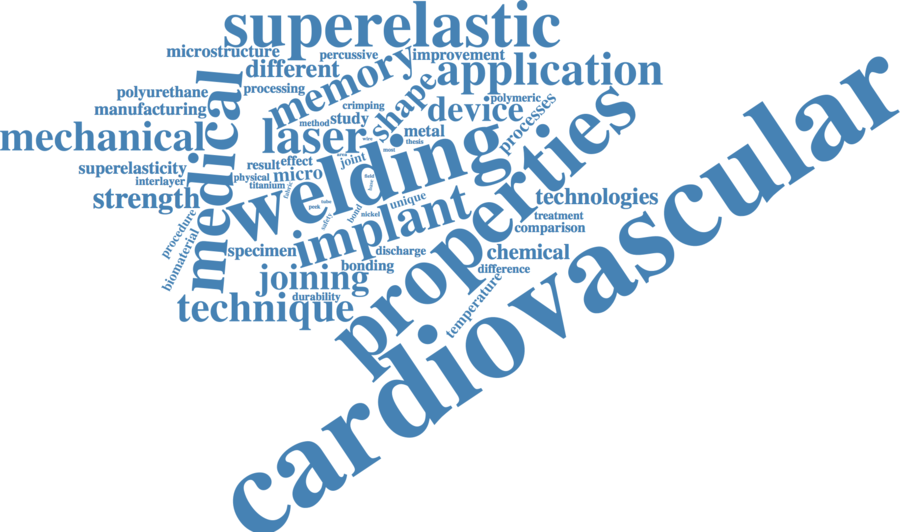 superelastic
microstructure
percussive
improvement
different
memory
application
processing
polyurethane
manufacturing
medical
shape
device
polymeric
crimping
method
study
processes
mechanical
laser
metal
thesis
welding
superelasticity
result
effect
joint
interlayer
physical
micro
titanium
fabric
strength
unique
properties
technologies
bond
nickel
peek
tube
safety
treatment
comparison
procedure
biomaterial
implant
specimen
discharge
chemical
bonding
difference
joining
durability
technique
temperature
cardiovascular